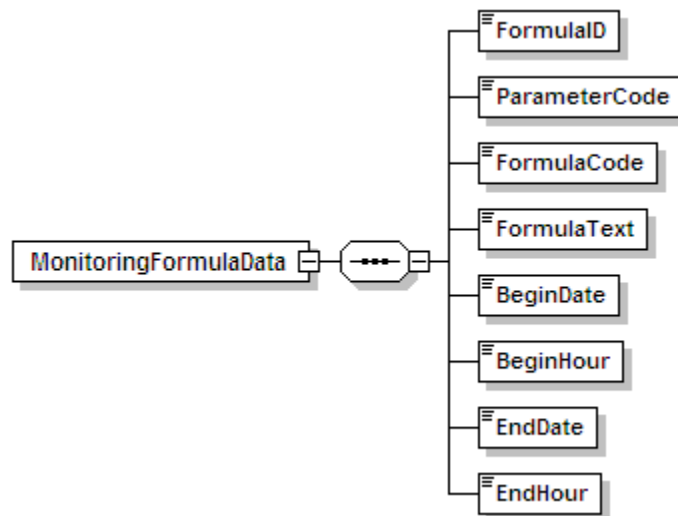 FormulaID
ParameterCode
FormulaCode
FormulaText
MonitoringFormulaData
BeginDate
BeginHour
EndDate
EndHour